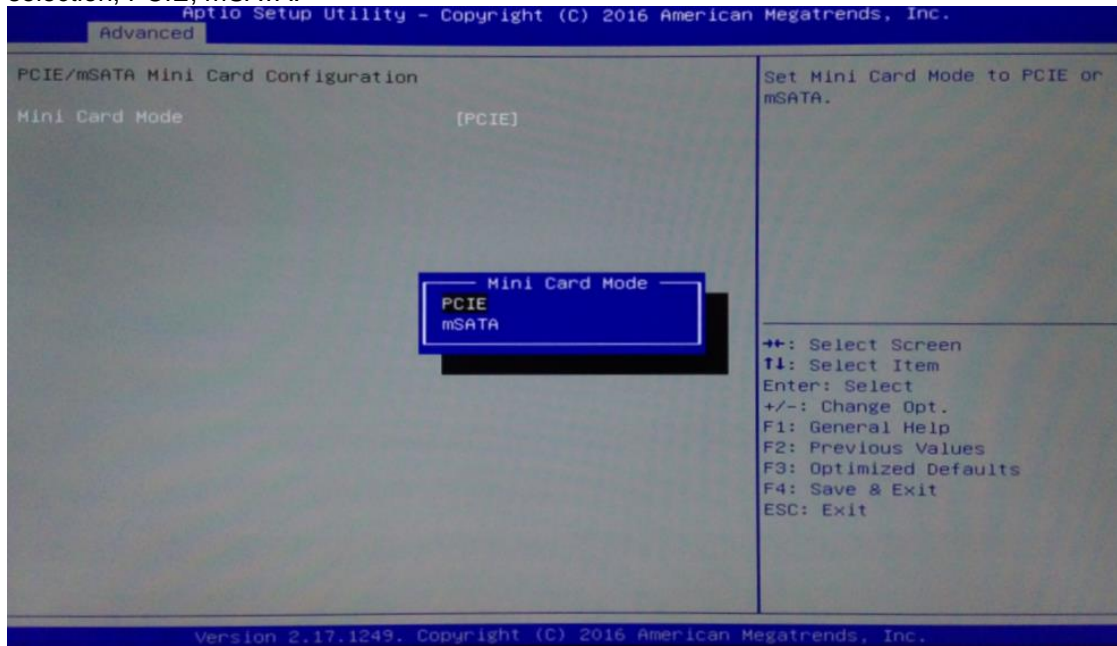 Aptio Setup Utility – Copyright (C) 2016 American Megatrends, Inc.
Advanced
PCIE/mSATA Mini Card Configuration
Mini Card Mode [PCIE]
Set Mini Card Mode to PCIE or
mSATA.
Mini Card Mode
PCIE
mSATA
→←: Select Screen
↑↓: Select Item
Enter: Select
+/-: Change Opt.
F1: General Help
F2: Previous Values
F3: Optimized Defaults
F4: Save & Exit
ESC: Exit
Version 2.17.1249. Copyright (C) 2016 American Megatrends, Inc.